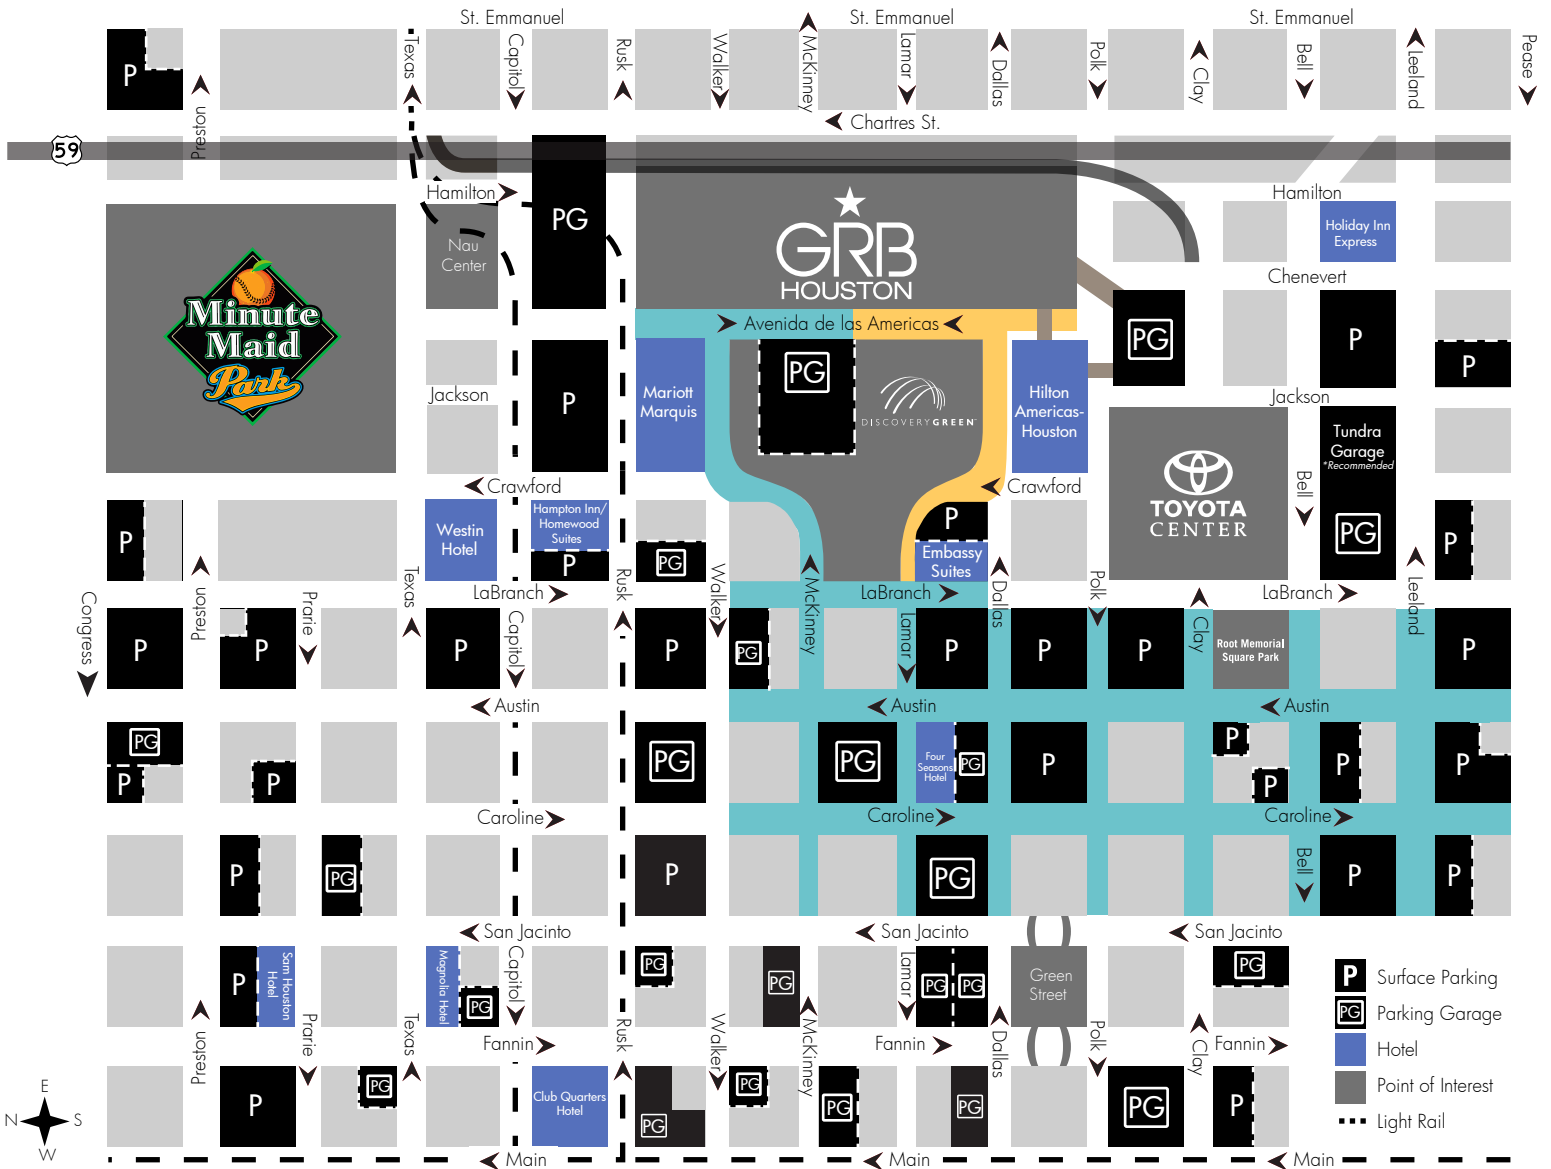 St. Emmanuel
St. Emmanuel
St. Emmanuel
Texas
Capitol
Rusk
Walker
McKinney
Lamar
Dallas
Polk
Clay
Bell
Leeland
Pease
P
Preston
Chartres St.
59
Hamilton
Hamilton
PG
Nau
Center
GRB
HOUSTON
Holiday Inn
Express
Chenevert
Minute
Maid
Park
Avenida de las Americas
PG
PG
P
P
Jackson
P
Mariott
Marquis
DISCOVERYGREEN
Hilton
Americas-
Houston
Jackson
Tundra
Garage
*Recommended
PG
Crawford
Crawford
TOYOTA
CENTER
Bell
P
Westin
Hotel
Hampton Inn/
Homewood
Suites
P
PG
P
Embassy
Suites
P
LaBranch
LaBranch
LaBranch
Congress
Preston
Prarie
Texas
Capitol
Rusk
Walker
McKinney
Lamar
Dallas
Polk
Clay
Leeland
P
P
P
P
PG
P
P
P
Root Memorial
Square Park
P
Austin
Austin
Austin
PG
P
P
PG
PG
Four
Seasons
Hotel
PG
P
P
P
P
P
Caroline
Caroline
Caroline
P
PG
P
PG
Bell
P
P
San Jacinto
San Jacinto
San Jacinto
P
Sam Houston
Hotel
Magnolia Hotel
PG
Capitol
PG
PG
Lamar
PG
PG
Green
Street
PG
P
Surface Parking
PG
Parking Garage
Hotel
Point of Interest
Light Rail
Preston
Prarie
Texas
Fannin
Rusk
Walker
McKinney
Fannin
Dallas
Polk
Clay
Fannin
P
PG
Club Quarters
Hotel
PG
PG
PG
PG
PG
P
E
N
S
W
Main
Main
Main